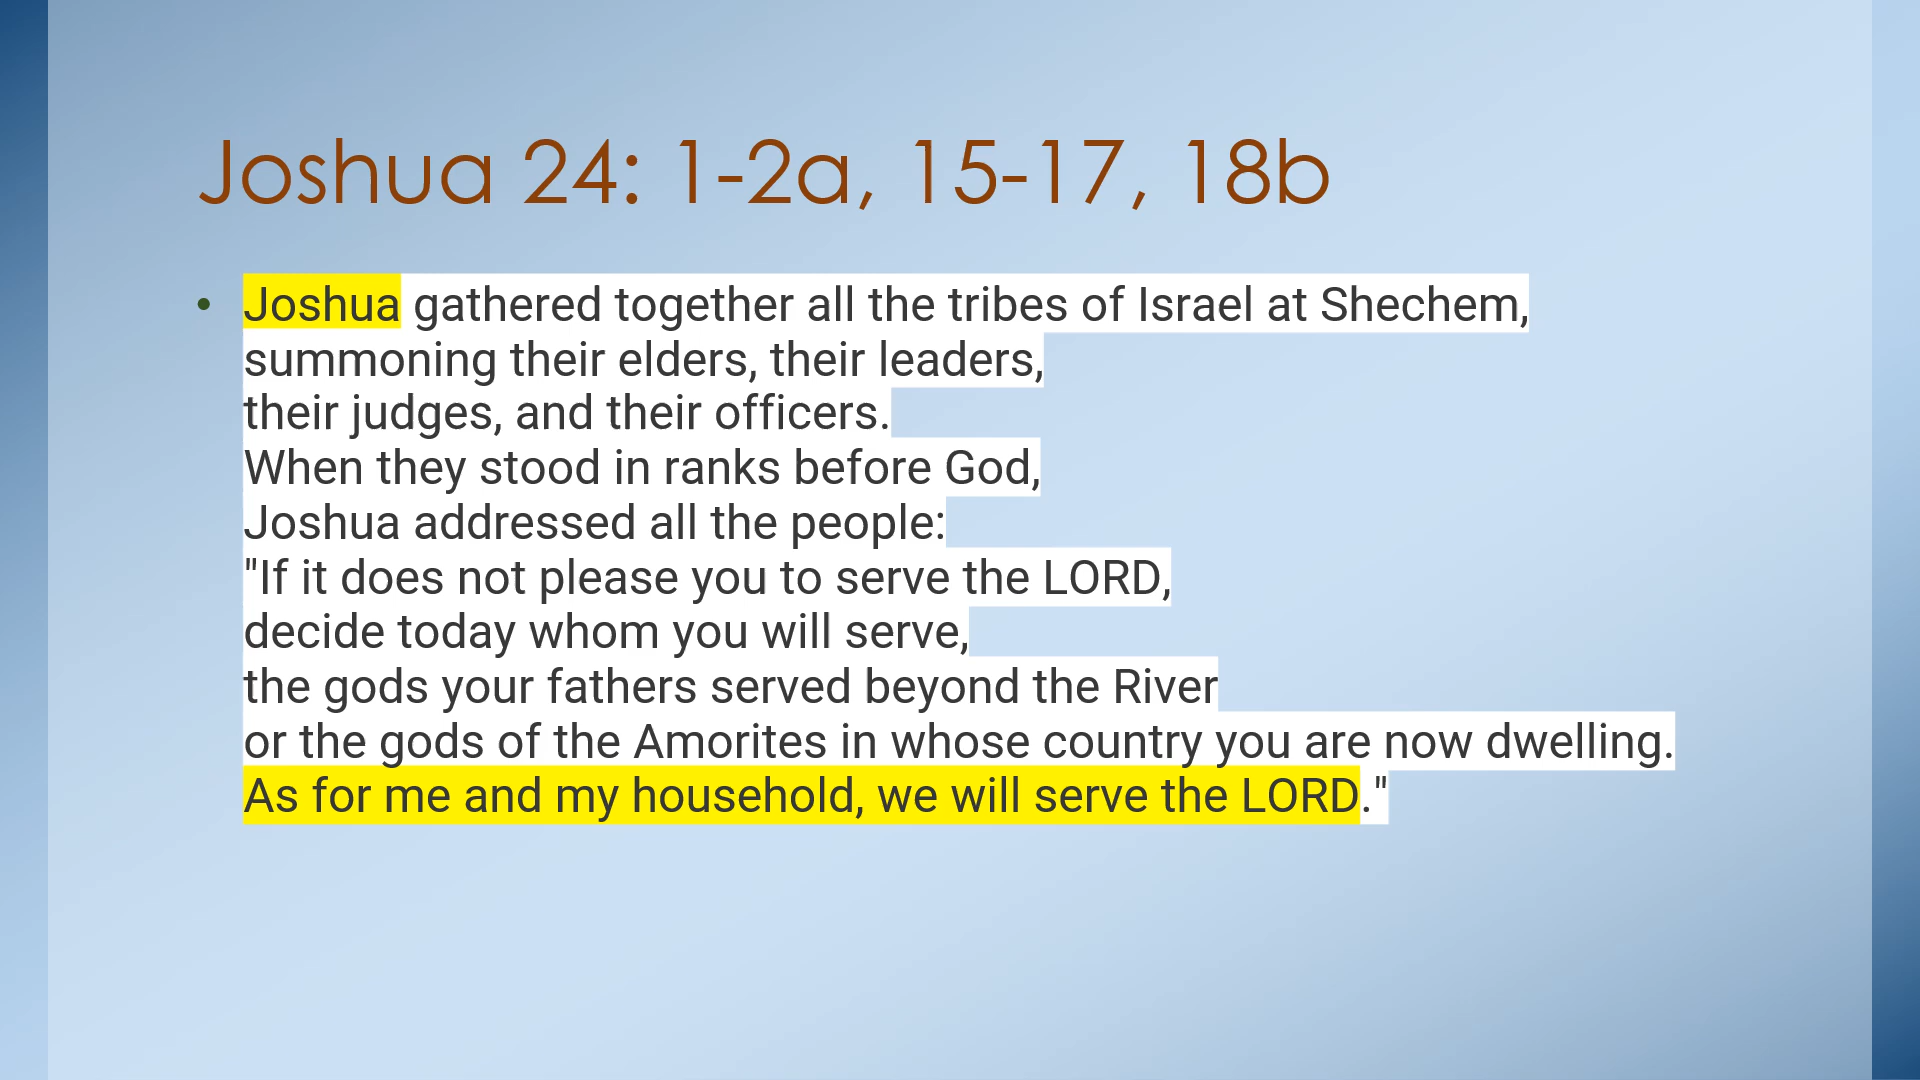 Joshua 24: 1-2a, 15-17, 18b
• Joshua gathered together all the tribes of Israel at Shechem,
summoning their elders, their leaders,
their judges, and their officers.
When they stood in ranks before God,
Joshua addressed all the people:
"If it does not please you to serve the LORD,
decide today whom you will serve,
the gods your fathers served beyond the River
or the gods of the Amorites in whose country you are now dwelling.
As for me and my household, we will serve the LORD."